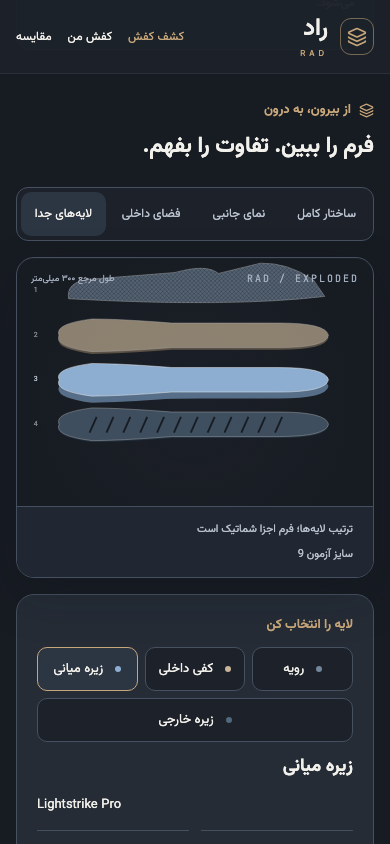 راد
RAD
کشف کفش
کفش من
مقایسه
از بیرون، به درون
فرم را ببین. تفاوت را بفهم.
ساختار کامل
نمای جانبی
فضای داخلی
لایه‌های جدا
RAD / EXPLODED
طول مرجع ۳۰۰ میلی‌متر
1
2
3
4
ترتیب لایه‌ها؛ فرم اجزا شماتیک است
سایز آزمون 9
لایه را انتخاب کن
رویه
کفی داخلی
زیره میانی
زیره خارجی
زیره میانی
Lightstrike Pro